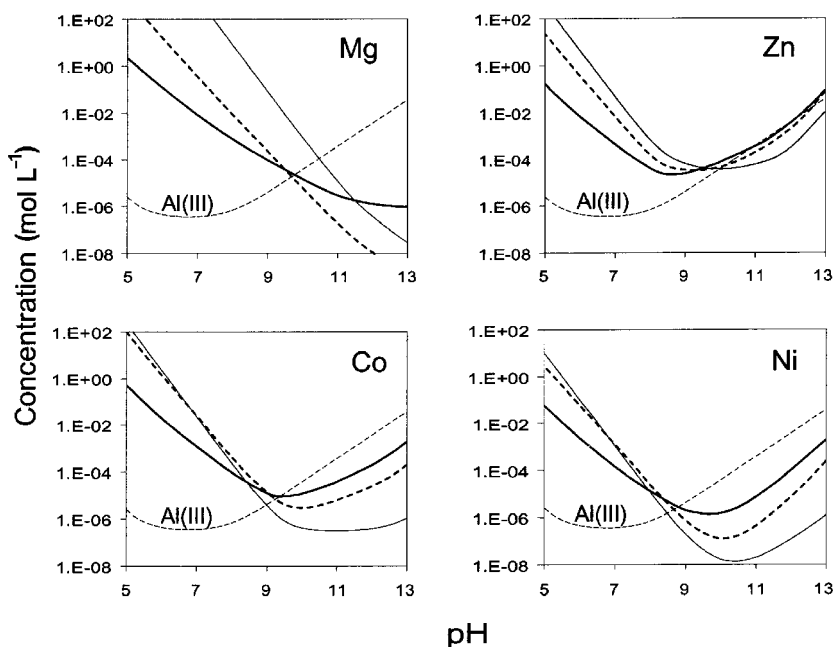 Concentration (mol L⁻¹)
Mg
1.E+02
1.E+00
1.E-02
1.E-04
1.E-06
1.E-08
Al(III)
5 7 9 11 13
Zn
1.E+02
1.E+00
1.E-02
1.E-04
1.E-06
1.E-08
Al(III)
5 7 9 11 13
Co
1.E+02
1.E+00
1.E-02
1.E-04
1.E-06
1.E-08
Al(III)
5 7 9 11 13
Ni
1.E+02
1.E+00
1.E-02
1.E-04
1.E-06
1.E-08
Al(III)
5 7 9 11 13
pH